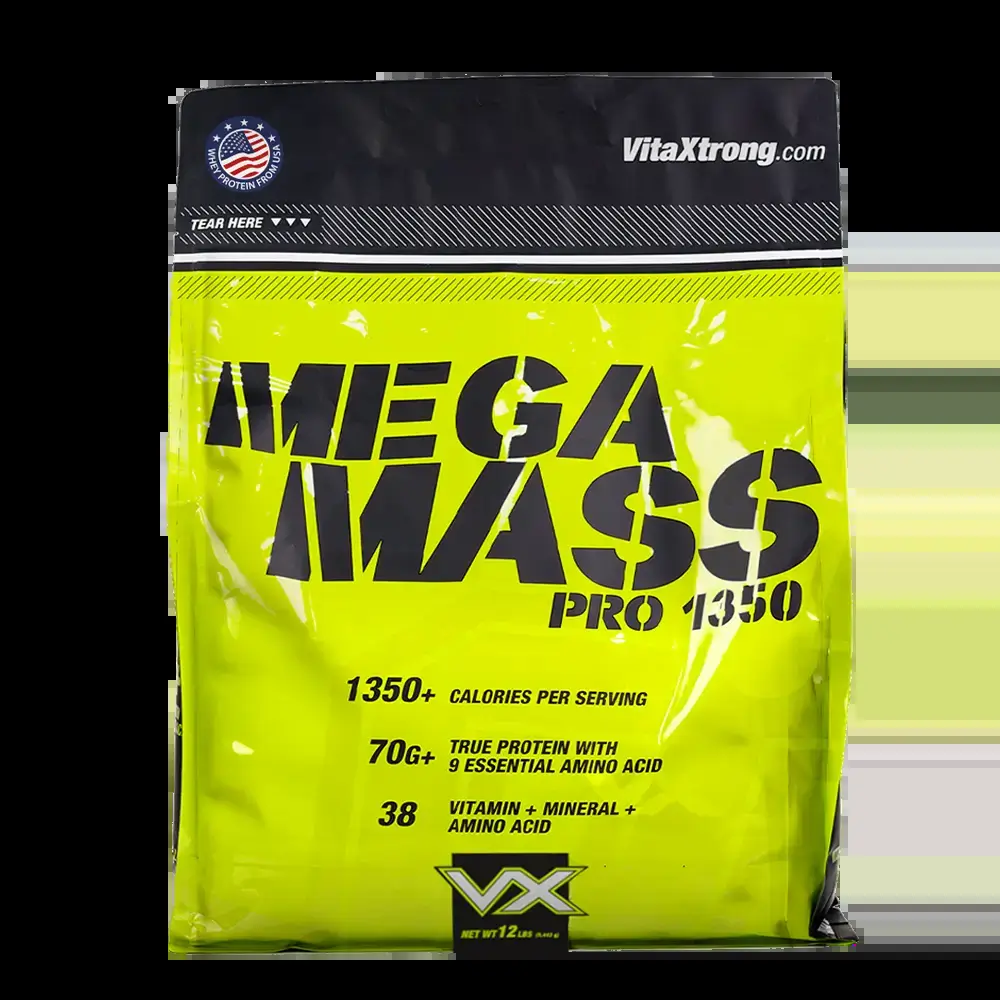 WHEY PROTEIN FROM USA
VitaXtrong.com
TEAR HERE
MEGA
MASS
PRO 1350
1350+ CALORIES PER SERVING
70G+ TRUE PROTEIN WITH
9 ESSENTIAL AMINO ACID
38 VITAMIN + MINERAL +
AMINO ACID
VX
NET WT 12 LBS